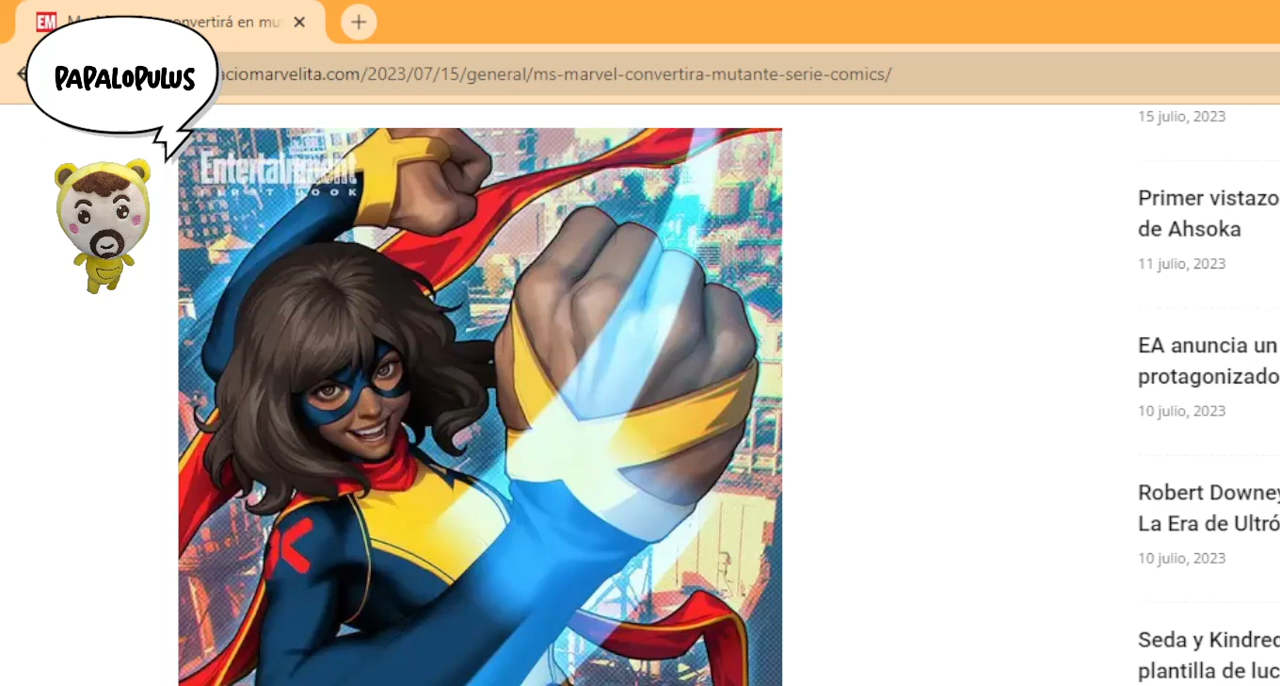 EM
nvertirá en mu
PAPALOPULUS
aciomarvelita.com/2023/07/15/general/ms-marvel-convertira-mutante-serie-comics/
Entertainment
FIRST LOOK
15 julio, 2023
Primer vistazo
de Ahsoka
11 julio, 2023
EA anuncia un
protagonizado
10 julio, 2023
Robert Downey
La Era de Ultró
10 julio, 2023
Seda y Kindred
plantilla de luc